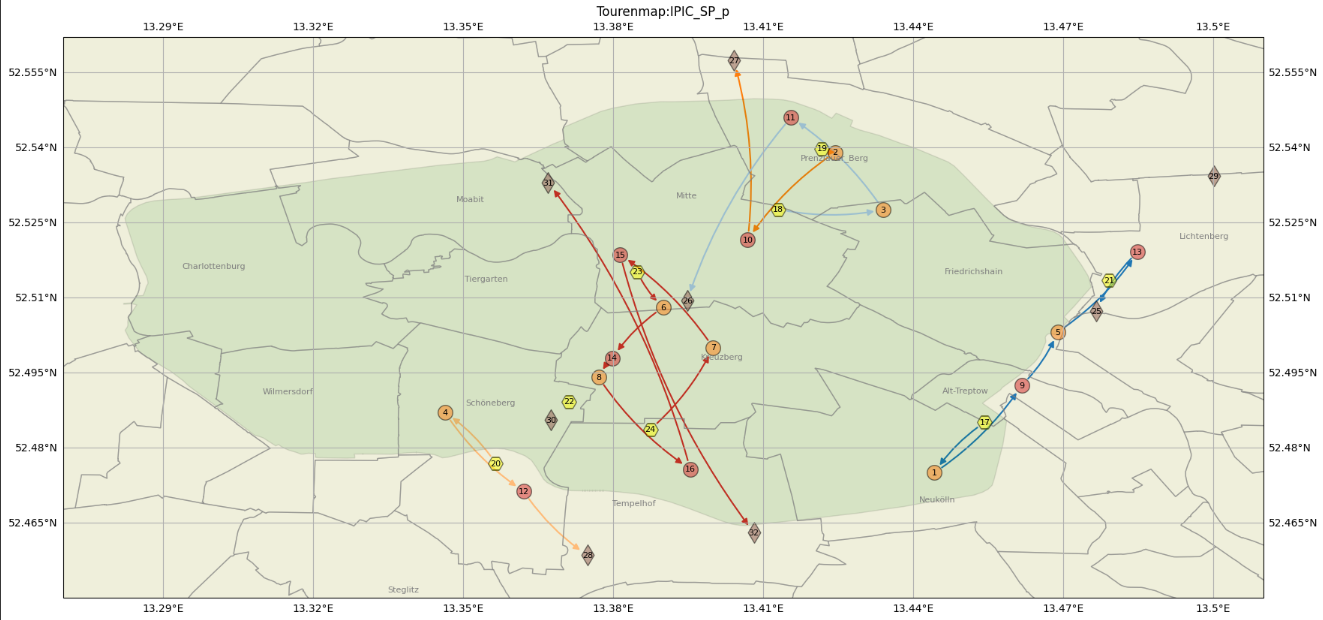 Tourenmap:IPIC_SP_p
13.29°E 13.32°E 13.35°E 13.38°E 13.41°E 13.44°E 13.47°E 13.5°E
27
52.555°N 52.555°N
11
52.54°N 19 2 52.54°N
Prenzlauer_Berg
31 29
Moabit Mitte
18 3
52.525°N 52.525°N
10 Lichtenberg
15 13
Charlottenburg Tiergarten 23 Friedrichshain 21
52.51°N 26 52.51°N
6 25
5
7
14 Kreuzberg
52.495°N 8 52.495°N
Wilmersdorf Alt-Treptow 9
22 Schöneberg
4 30 17
24
52.48°N 52.48°N
20 16 1
12 Tempelhof Neukölln
52.465°N 32 52.465°N
28
Steglitz
13.29°E 13.32°E 13.35°E 13.38°E 13.41°E 13.44°E 13.47°E 13.5°E